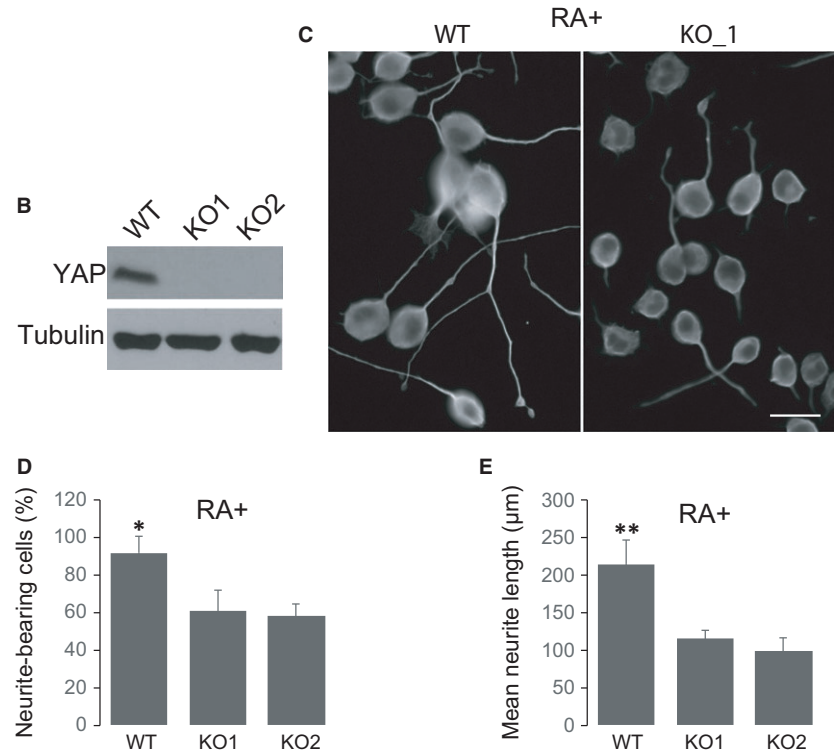 C
RA+
WT
KO_1
B
WT
KO1
KO2
YAP
Tubulin
D
Neurite-bearing cells (%)
RA+
120
100
80
60
40
20
0
*
WT
KO1
KO2
E
Mean neurite length (µm)
RA+
300
250
200
150
100
50
0
**
WT
KO1
KO2